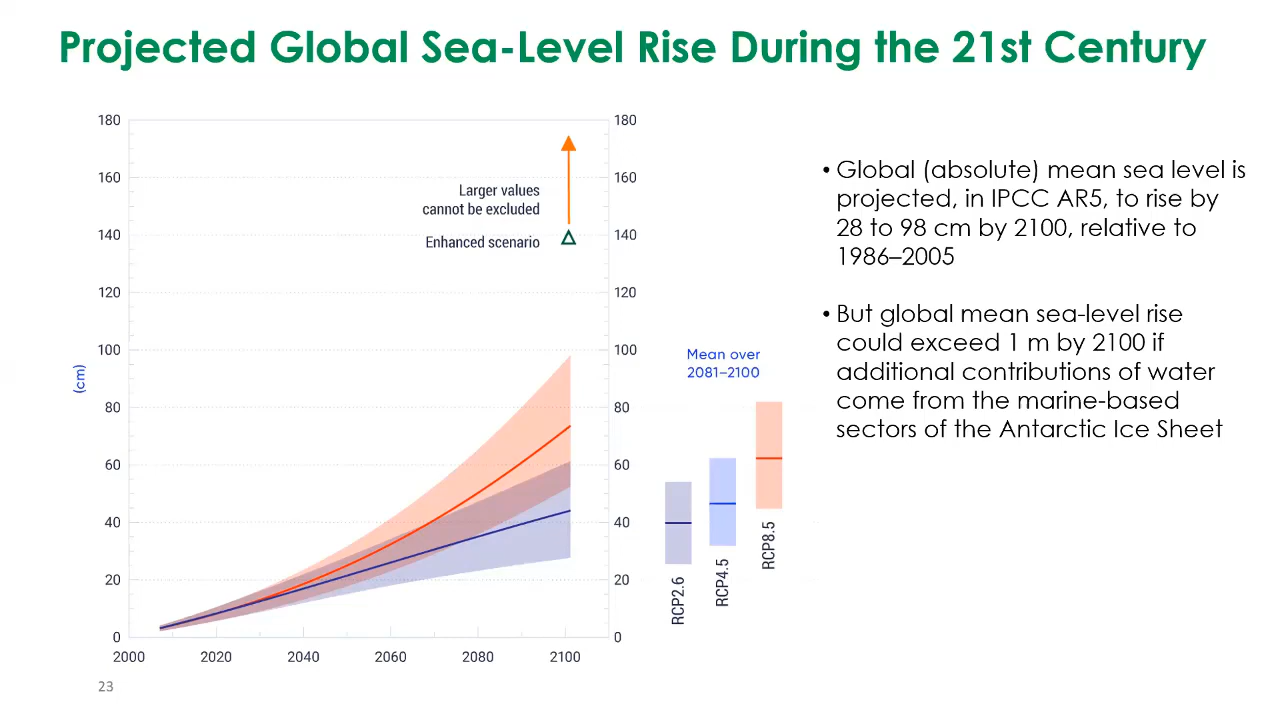 Projected Global Sea-Level Rise During the 21st Century
180
160
140
120
100
80
60
40
20
0
(cm)
2000
2020
2040
2060
2080
2100
Larger values
cannot be excluded
Enhanced scenario
180
160
140
120
100
80
60
40
20
0
Mean over
2081–2100
RCP2.6
RCP4.5
RCP8.5
• Global (absolute) mean sea level is
projected, in IPCC AR5, to rise by
28 to 98 cm by 2100, relative to
1986–2005
• But global mean sea-level rise
could exceed 1 m by 2100 if
additional contributions of water
come from the marine-based
sectors of the Antarctic Ice Sheet
23